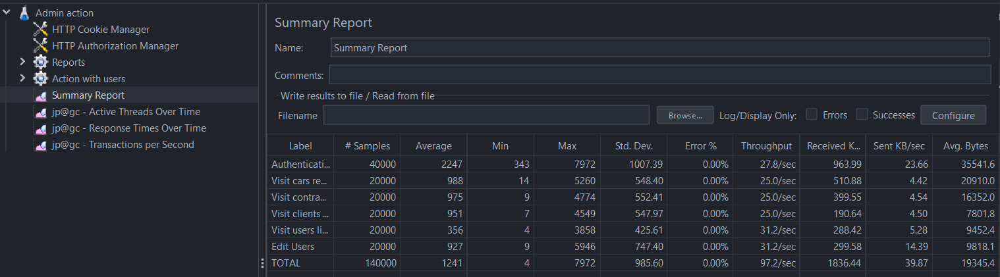 Admin action
HTTP Cookie Manager
HTTP Authorization Manager
Reports
Action with users
Summary Report
jp@gc - Active Threads Over Time
jp@gc - Response Times Over Time
jp@gc - Transactions per Second
Summary Report
Name: Summary Report
Comments:
Write results to file / Read from file
Filename Browse... Log/Display Only: Errors Successes Configure
Label # Samples Average Min Max Std. Dev. Error % Throughput Received K... Sent KB/sec Avg. Bytes
Authenticati... 40000 2247 343 7972 1007.39 0.00% 27.8/sec 963.99 23.66 35541.6
Visit cars re... 20000 988 14 5260 548.40 0.00% 25.0/sec 510.88 4.42 20910.0
Visit contra... 20000 975 9 4774 552.41 0.00% 25.0/sec 399.55 4.54 16352.0
Visit clients ... 20000 951 7 4549 547.97 0.00% 25.0/sec 190.64 4.50 7801.8
Visit users li... 20000 356 4 3858 425.61 0.00% 31.2/sec 288.42 5.28 9452.4
Edit Users 20000 927 9 5946 747.40 0.00% 31.2/sec 299.58 14.39 9818.1
TOTAL 140000 1241 4 7972 985.60 0.00% 97.2/sec 1836.44 39.87 19345.4